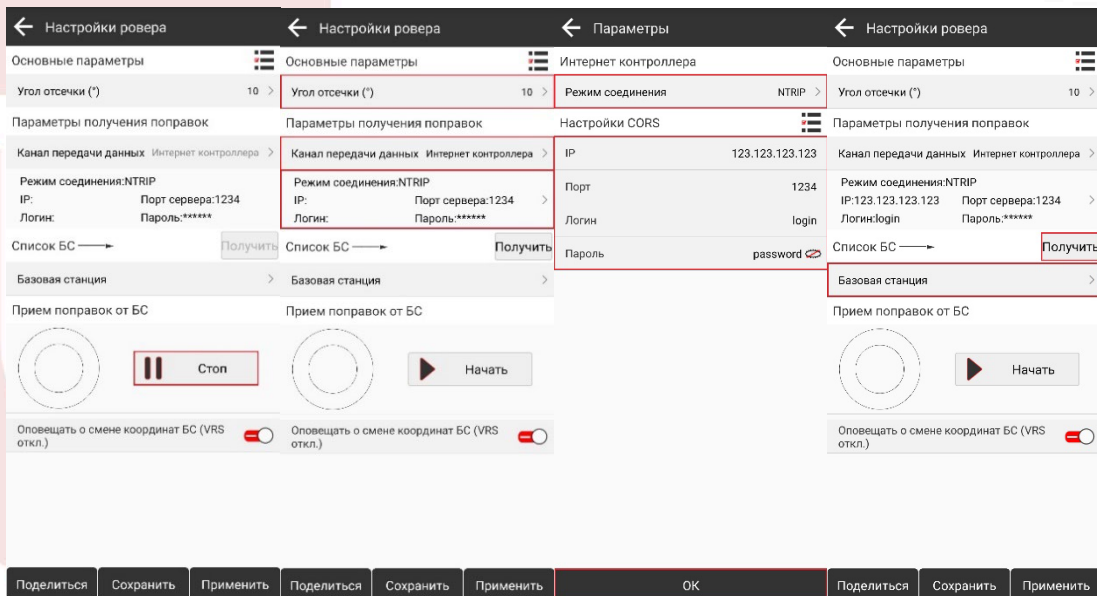 Настройки ровера
Основные параметры
Угол отсечки (°) 10
Параметры получения поправок
Канал передачи данных Интернет контроллера
Режим соединения:NTRIP
IP: Порт сервера:1234
Логин: Пароль:******
Список БС
Получить
Базовая станция
Прием поправок от БС
Стоп
Оповещать о смене координат БС (VRS
откл.)
Поделиться Сохранить Применить
Настройки ровера
Основные параметры
Угол отсечки (°) 10
Параметры получения поправок
Канал передачи данных Интернет контроллера
Режим соединения:NTRIP
IP: Порт сервера:1234
Логин: Пароль:******
Список БС
Получить
Базовая станция
Прием поправок от БС
Начать
Оповещать о смене координат БС (VRS
откл.)
Поделиться Сохранить Применить
Параметры
Интернет контроллера
Режим соединения NTRIP
Настройки CORS
IP 123.123.123.123
Порт 1234
Логин login
Пароль password
OK
Настройки ровера
Основные параметры
Угол отсечки (°) 10
Параметры получения поправок
Канал передачи данных Интернет контроллера
Режим соединения:NTRIP
IP:123.123.123.123 Порт сервера:1234
Логин:login Пароль:******
Список БС
Получить
Базовая станция
Прием поправок от БС
Начать
Оповещать о смене координат БС (VRS
откл.)
Поделиться Сохранить Применить